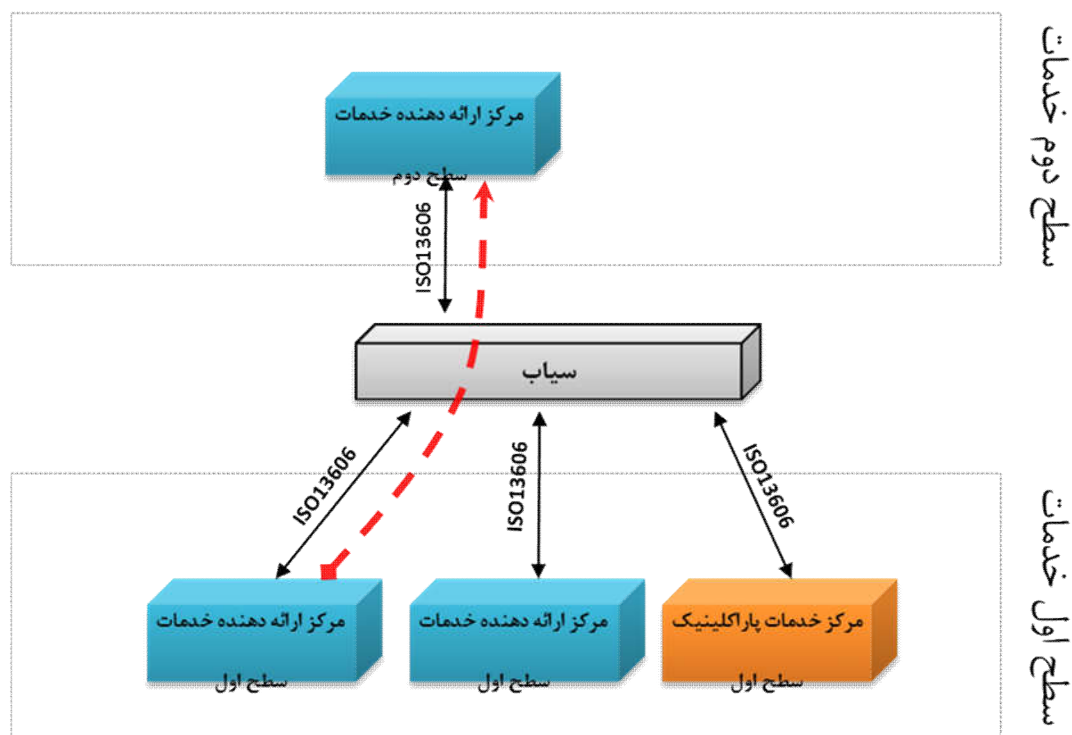 سطح دوم خدمات
مرکز ارائه دهنده خدمات
سطح دوم
ISO13606
سیاب
ISO13606
ISO13606
ISO13606
سطح اول خدمات
مرکز خدمات پاراکلینیک
سطح اول
مرکز ارائه دهنده خدمات
سطح اول
مرکز ارائه دهنده خدمات
سطح اول